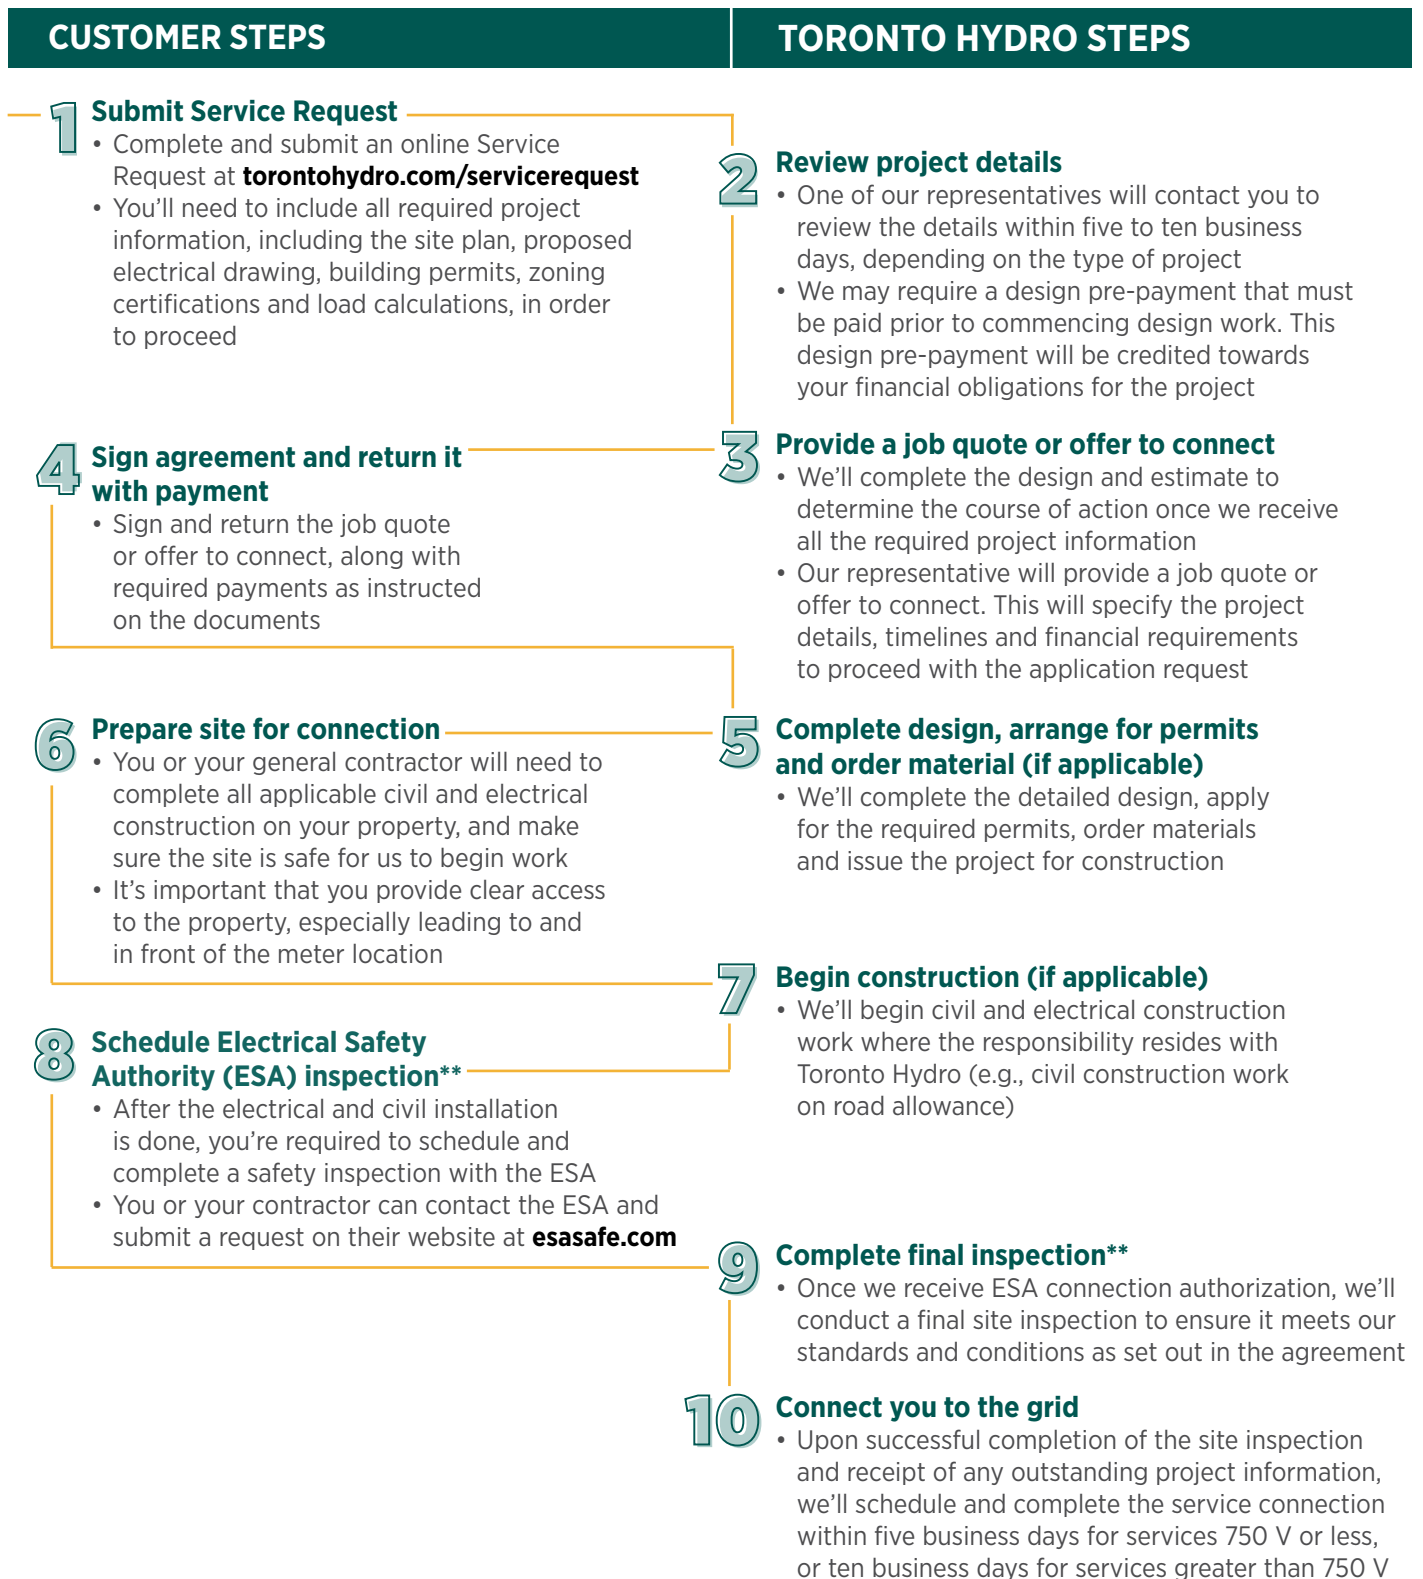 CUSTOMER STEPS
TORONTO HYDRO STEPS
1 Submit Service Request
• Complete and submit an online Service
Request at torontohydro.com/servicerequest
• You’ll need to include all required project
information, including the site plan, proposed
electrical drawing, building permits, zoning
certifications and load calculations, in order
to proceed
2 Review project details
• One of our representatives will contact you to
review the details within five to ten business
days, depending on the type of project
• We may require a design pre-payment that must
be paid prior to commencing design work. This
design pre-payment will be credited towards
your financial obligations for the project
3 Provide a job quote or offer to connect
• We’ll complete the design and estimate to
determine the course of action once we receive
all the required project information
• Our representative will provide a job quote or
offer to connect. This will specify the project
details, timelines and financial requirements
to proceed with the application request
4 Sign agreement and return it
with payment
• Sign and return the job quote
or offer to connect, along with
required payments as instructed
on the documents
5 Complete design, arrange for permits
and order material (if applicable)
• We’ll complete the detailed design, apply
for the required permits, order materials
and issue the project for construction
6 Prepare site for connection
• You or your general contractor will need to
complete all applicable civil and electrical
construction on your property, and make
sure the site is safe for us to begin work
• It’s important that you provide clear access
to the property, especially leading to and
in front of the meter location
7 Begin construction (if applicable)
• We’ll begin civil and electrical construction
work where the responsibility resides with
Toronto Hydro (e.g., civil construction work
on road allowance)
8 Schedule Electrical Safety
Authority (ESA) inspection**
• After the electrical and civil installation
is done, you’re required to schedule and
complete a safety inspection with the ESA
• You or your contractor can contact the ESA and
submit a request on their website at esasafe.com
9 Complete final inspection**
• Once we receive ESA connection authorization, we’ll
conduct a final site inspection to ensure it meets our
standards and conditions as set out in the agreement
10 Connect you to the grid
• Upon successful completion of the site inspection
and receipt of any outstanding project information,
we’ll schedule and complete the service connection
within five business days for services 750 V or less,
or ten business days for services greater than 750 V